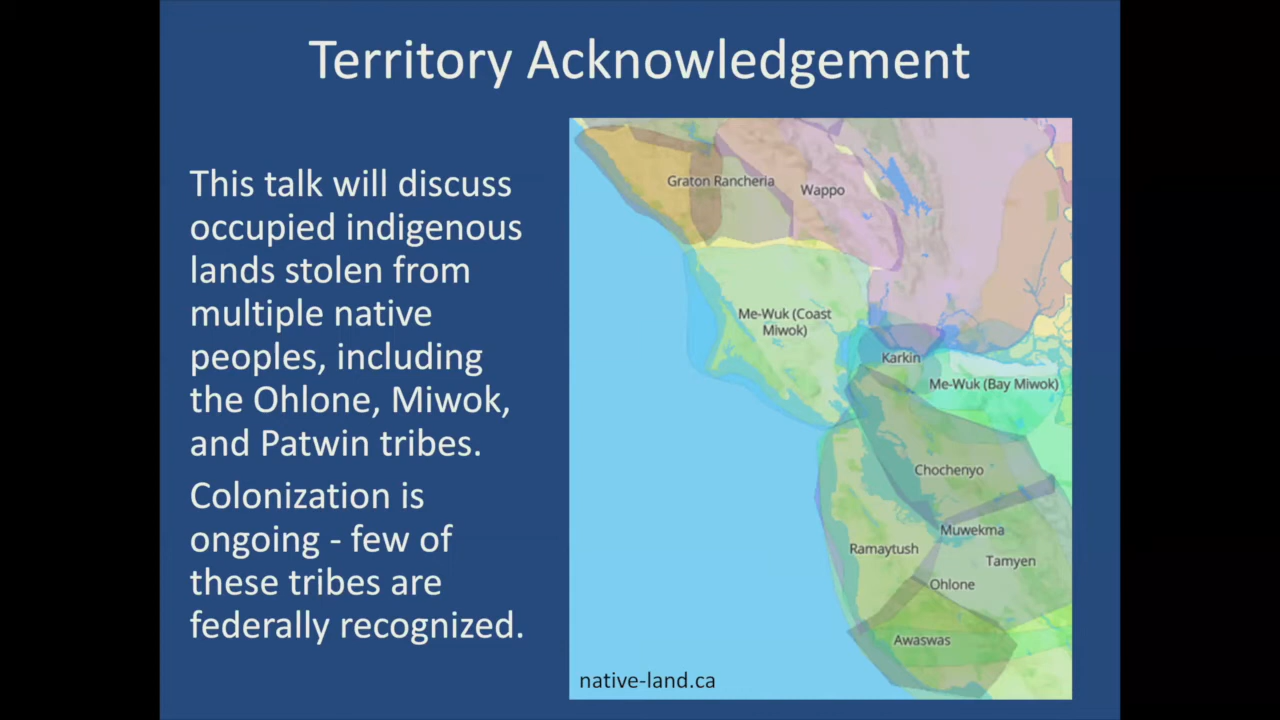 Territory Acknowledgement
This talk will discuss
occupied indigenous
lands stolen from
multiple native
peoples, including
the Ohlone, Miwok,
and Patwin tribes.
Colonization is
ongoing - few of
these tribes are
federally recognized.
Graton Rancheria
Wappo
Me-Wuk (Coast
Miwok)
Karkin
Me-Wuk (Bay Miwok)
Chochenyo
Muwekma
Ramaytush
Tamyen
Ohlone
Awaswas
native-land.ca